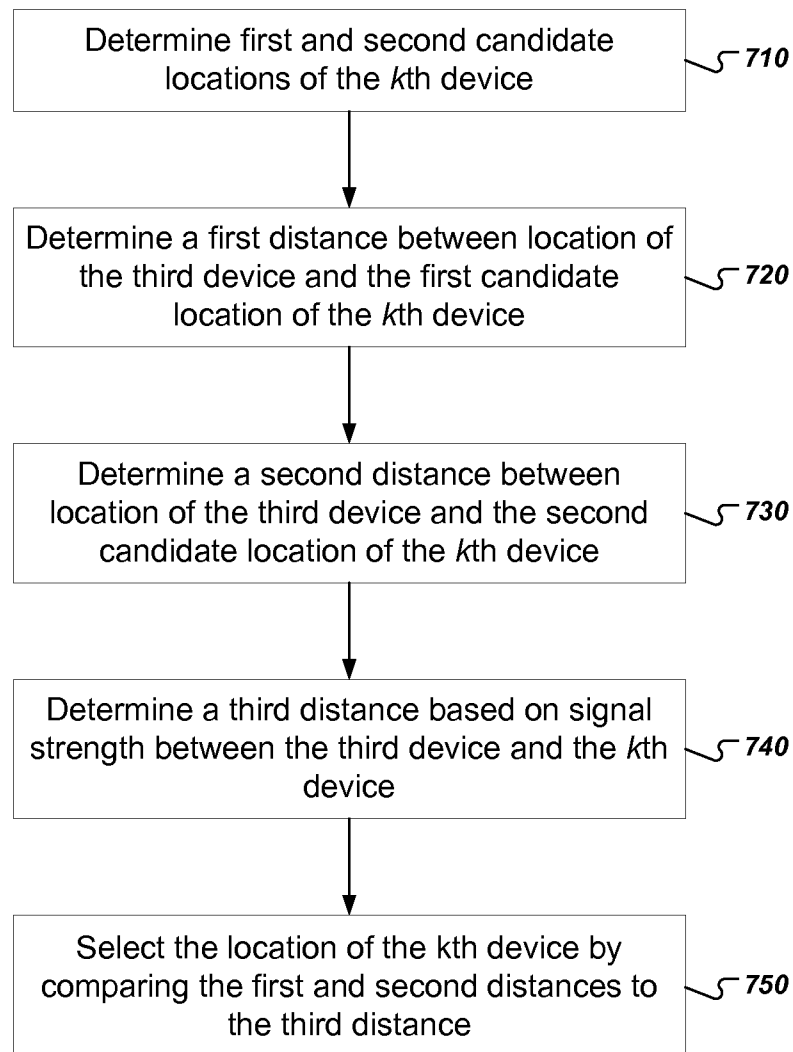 Determine first and second candidate
locations of the kth device
710
Determine a first distance between location of
the third device and the first candidate
location of the kth device
720
Determine a second distance between
location of the third device and the second
candidate location of the kth device
730
Determine a third distance based on signal
strength between the third device and the kth
device
740
Select the location of the kth device by
comparing the first and second distances to
the third distance
750